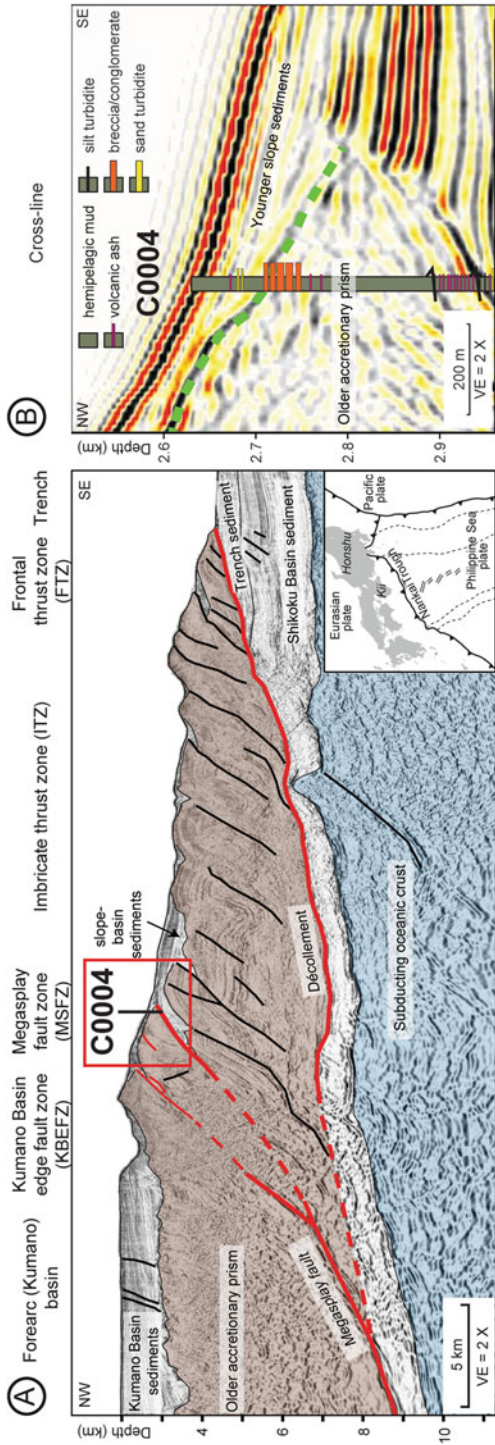 A
Forearc (Kumano)
basin
Kumano Basin
edge fault zone
(KBEFZ)
Megasplay
fault zone
(MSFZ)
Imbricate thrust zone (ITZ)
Frontal
thrust zone
(FTZ)
Trench
NW
SE
Depth (km)
4
6
8
10
Kumano Basin
sediments
C0004
slope-
basin
sediments
Older accretionary prism
Megasplay fault
Décollement
Trench sediment
Shikoku Basin sediment
Subducting oceanic crust
5 km
VE = 2 X
Eurasian
plate
Honshu
Kii
Nankai Trough
Pacific
plate
Philippine Sea
plate
B
Cross-line
NW
SE
Depth (km)
2.6
2.7
2.8
2.9
hemipelagic mud
volcanic ash
silt turbidite
breccia/conglomerate
sand turbidite
C0004
Younger slope sediments
Older accretionary prism
200 m
VE = 2 X